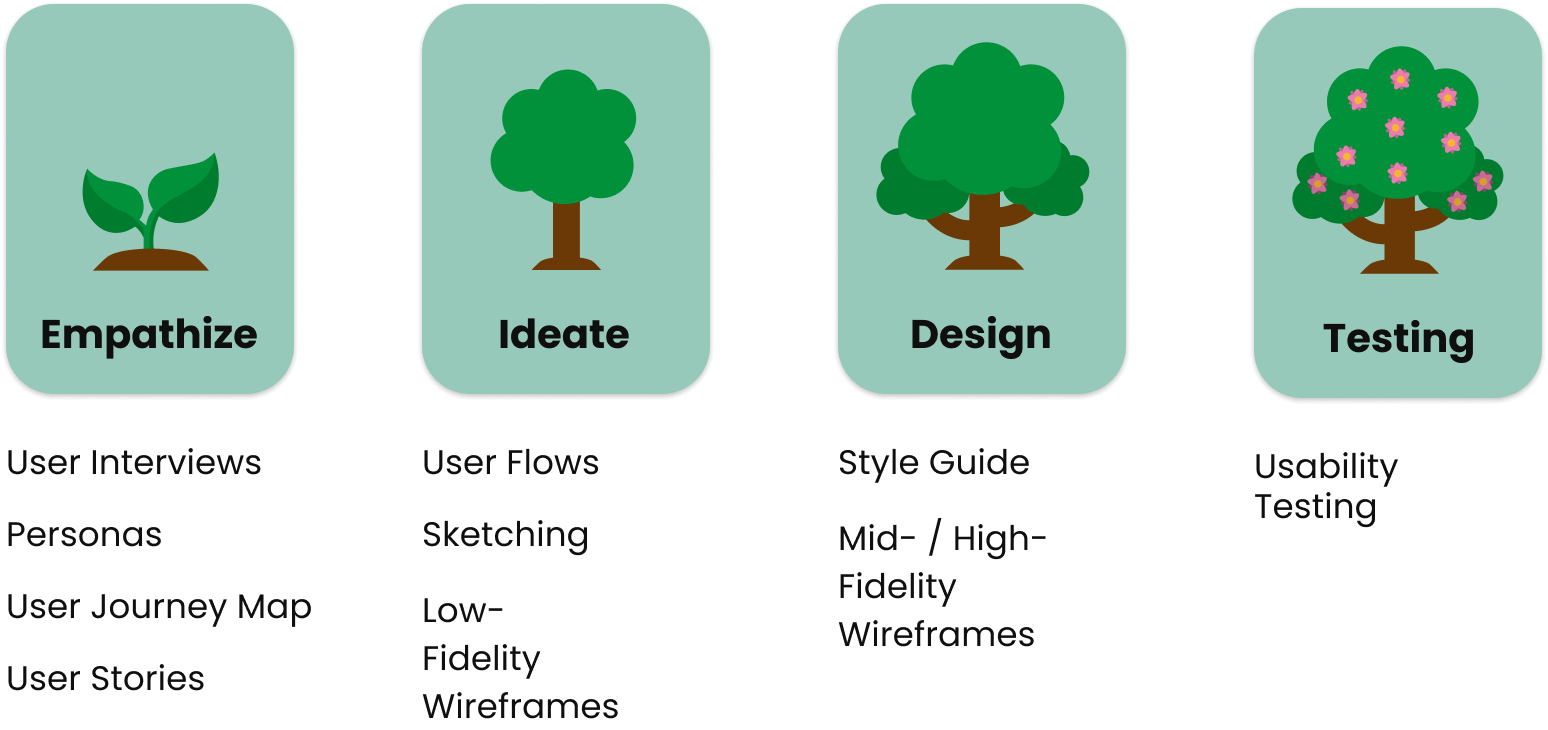 Empathize
User Interviews
Personas
User Journey Map
User Stories
Ideate
User Flows
Sketching
Low-
Fidelity
Wireframes
Design
Style Guide
Mid- / High-
Fidelity
Wireframes
Testing
Usability
Testing